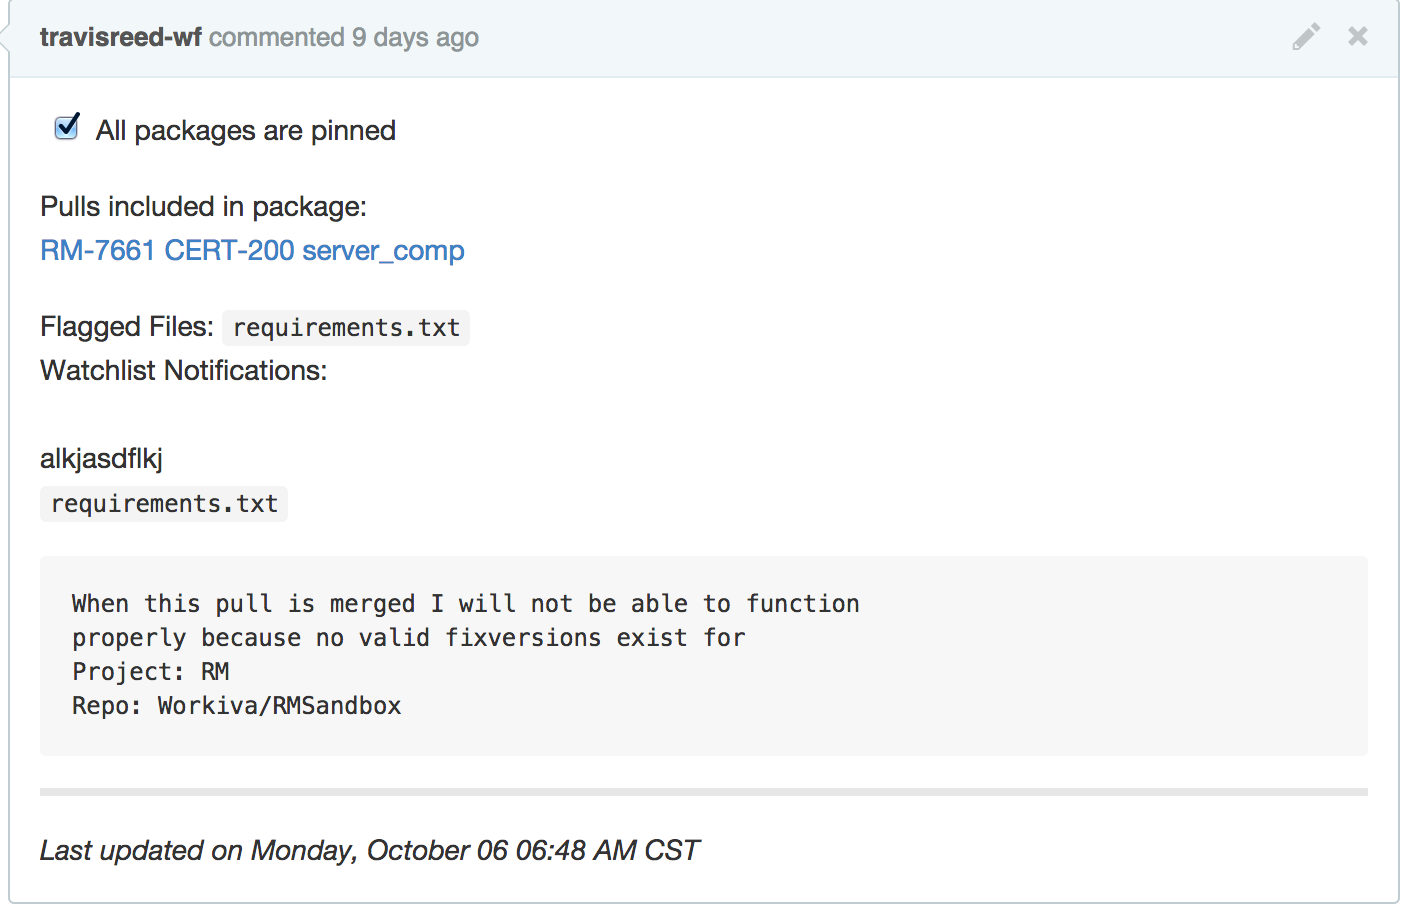 travisreed-wf commented 9 days ago
All packages are pinned
Pulls included in package:
RM-7661 CERT-200 server_comp
Flagged Files: requirements.txt
Watchlist Notifications:
alkjasdflkj
requirements.txt
When this pull is merged I will not be able to function
properly because no valid fixversions exist for
Project: RM
Repo: Workiva/RMSandbox
Last updated on Monday, October 06 06:48 AM CST